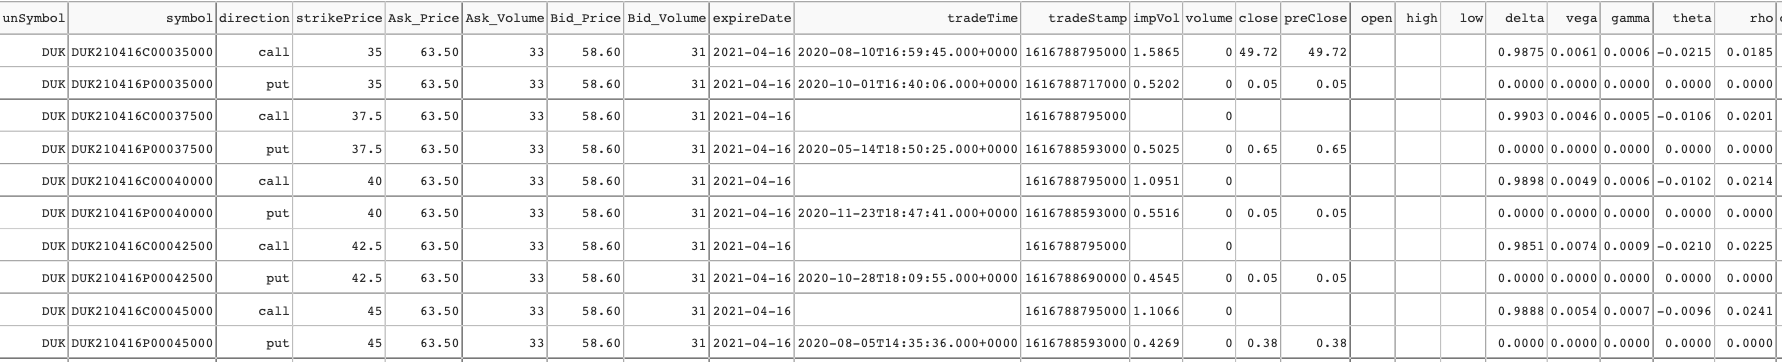 unSymbol symbol direction strikePrice Ask_Price Ask_Volume Bid_Price Bid_Volume expireDate tradeTime tradeStamp impVol volume close preClose open high low delta vega gamma theta rho
DUK DUK210416C00035000 call 35 63.50 33 58.60 31 2021-04-16 2020-08-10T16:59:45.000+0000 1616788795000 1.5865 0 49.72 49.72 0.9875 0.0061 0.0006 -0.0215 0.0185
DUK DUK210416P00035000 put 35 63.50 33 58.60 31 2021-04-16 2020-10-01T16:40:06.000+0000 1616788717000 0.5202 0 0.05 0.05 0.0000 0.0000 0.0000 0.0000 0.0000
DUK DUK210416C00037500 call 37.5 63.50 33 58.60 31 2021-04-16 1616788795000 0 0.9903 0.0046 0.0005 -0.0106 0.0201
DUK DUK210416P00037500 put 37.5 63.50 33 58.60 31 2021-04-16 2020-05-14T18:50:25.000+0000 1616788593000 0.5025 0 0.65 0.65 0.0000 0.0000 0.0000 0.0000 0.0000
DUK DUK210416C00040000 call 40 63.50 33 58.60 31 2021-04-16 1616788795000 1.0951 0 0.9898 0.0049 0.0006 -0.0102 0.0214
DUK DUK210416P00040000 put 40 63.50 33 58.60 31 2021-04-16 2020-11-23T18:47:41.000+0000 1616788593000 0.5516 0 0.05 0.05 0.0000 0.0000 0.0000 0.0000 0.0000
DUK DUK210416C00042500 call 42.5 63.50 33 58.60 31 2021-04-16 1616788795000 0 0.9851 0.0074 0.0009 -0.0210 0.0225
DUK DUK210416P00042500 put 42.5 63.50 33 58.60 31 2021-04-16 2020-10-28T18:09:55.000+0000 1616788690000 0.4545 0 0.05 0.05 0.0000 0.0000 0.0000 0.0000 0.0000
DUK DUK210416C00045000 call 45 63.50 33 58.60 31 2021-04-16 1616788795000 1.1066 0 0.9888 0.0054 0.0007 -0.0096 0.0241
DUK DUK210416P00045000 put 45 63.50 33 58.60 31 2021-04-16 2020-08-05T14:35:36.000+0000 1616788593000 0.4269 0 0.38 0.38 0.0000 0.0000 0.0000 0.0000 0.0000